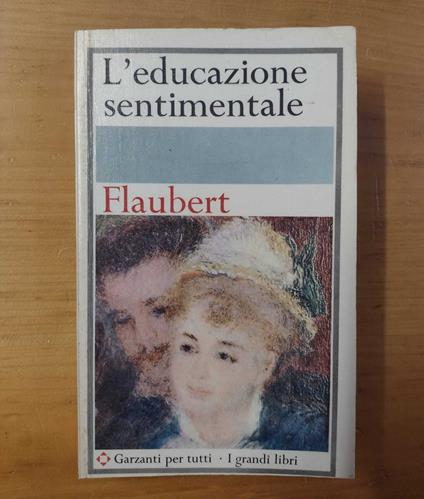 L'educazione
sentimentale
Flaubert
Garzanti per tutti · I grandi libri